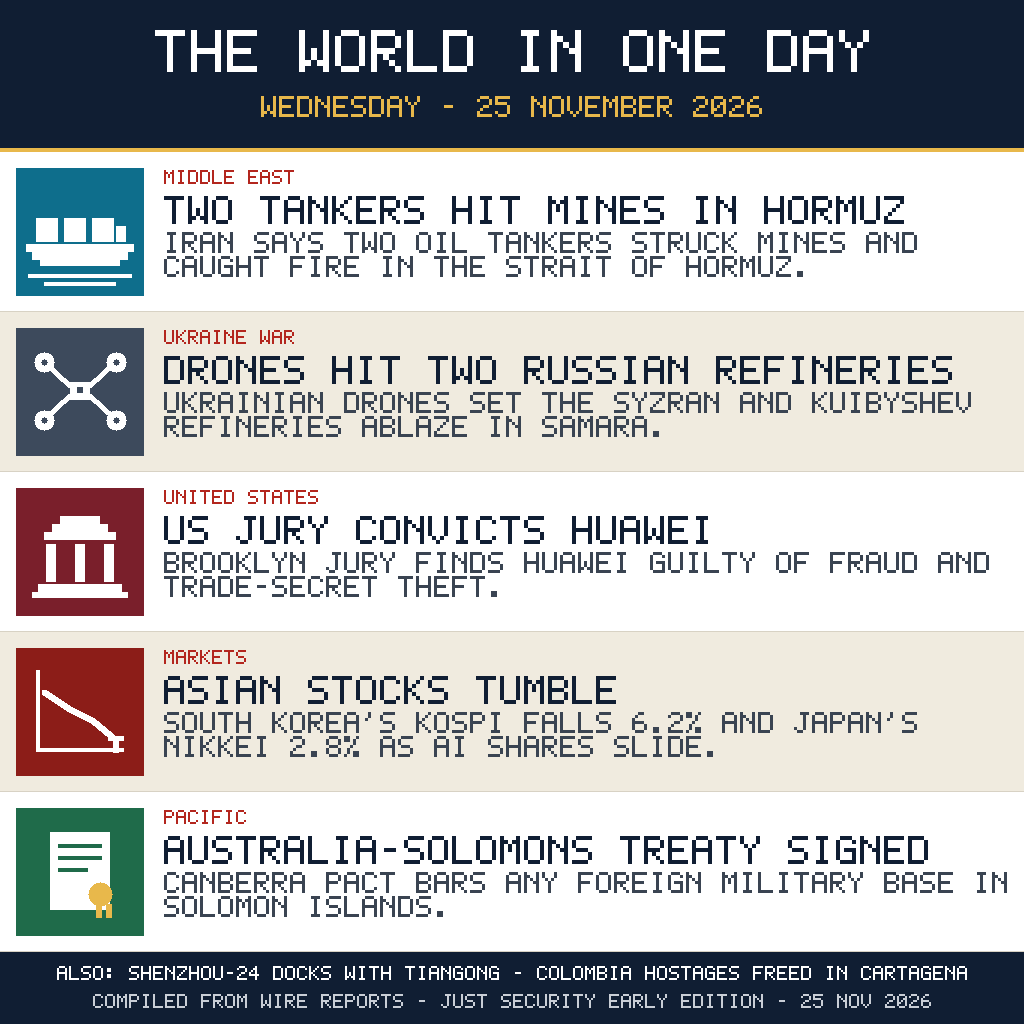 THE WORLD IN ONE DAY
WEDNESDAY - 25 NOVEMBER 2026
MIDDLE EAST
TWO TANKERS HIT MINES IN HORMUZ
IRAN SAYS TWO OIL TANKERS STRUCK MINES AND
CAUGHT FIRE IN THE STRAIT OF HORMUZ.
UKRAINE WAR
DRONES HIT TWO RUSSIAN REFINERIES
UKRAINIAN DRONES SET THE SYZRAN AND KUIBYSHEV
REFINERIES ABLAZE IN SAMARA.
UNITED STATES
US JURY CONVICTS HUAWEI
BROOKLYN JURY FINDS HUAWEI GUILTY OF FRAUD AND
TRADE-SECRET THEFT.
MARKETS
ASIAN STOCKS TUMBLE
SOUTH KOREA'S KOSPI FALLS 6.2% AND JAPAN'S
NIKKEI 2.8% AS AI SHARES SLIDE.
PACIFIC
AUSTRALIA-SOLOMONS TREATY SIGNED
CANBERRA PACT BARS ANY FOREIGN MILITARY BASE IN
SOLOMON ISLANDS.
ALSO: SHENZHOU-24 DOCKS WITH TIANGONG - COLOMBIA HOSTAGES FREED IN CARTAGENA
COMPILED FROM WIRE REPORTS - JUST SECURITY EARLY EDITION - 25 NOV 2026